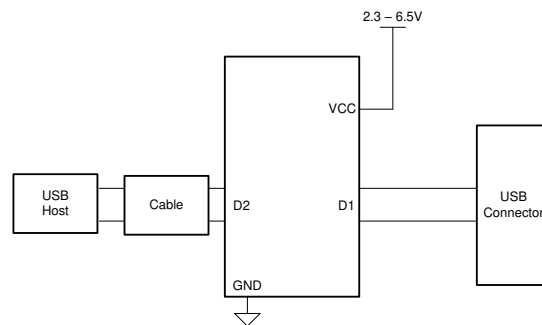 2.3 – 6.5V
VCC
USB
Host
Cable
D2
D1
USB
Connector
GND